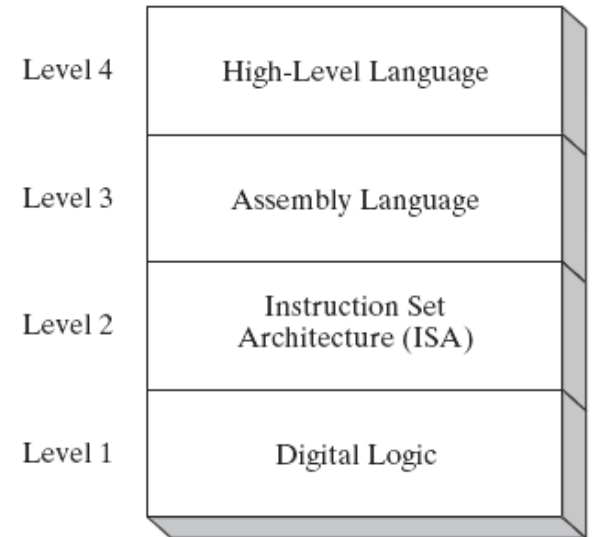 Level 4
High-Level Language
Level 3
Assembly Language
Level 2
Instruction Set
Architecture (ISA)
Level 1
Digital Logic